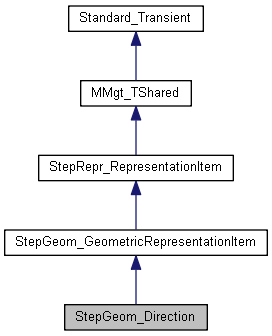 Standard_Transient
MMgt_TShared
StepRepr_RepresentationItem
StepGeom_GeometricRepresentationItem
StepGeom_Direction